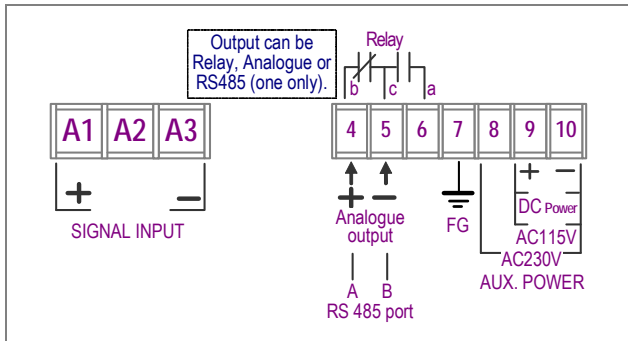 Output can be
Relay, Analogue or
RS485 (one only).
Relay
b c a
A1 A2 A3
4 5 6 7 8 9 10
+ −
SIGNAL INPUT
+ −
Analogue
output
A B
RS 485 port
FG
+ −
DC Power
AC115V
AC230V
AUX. POWER